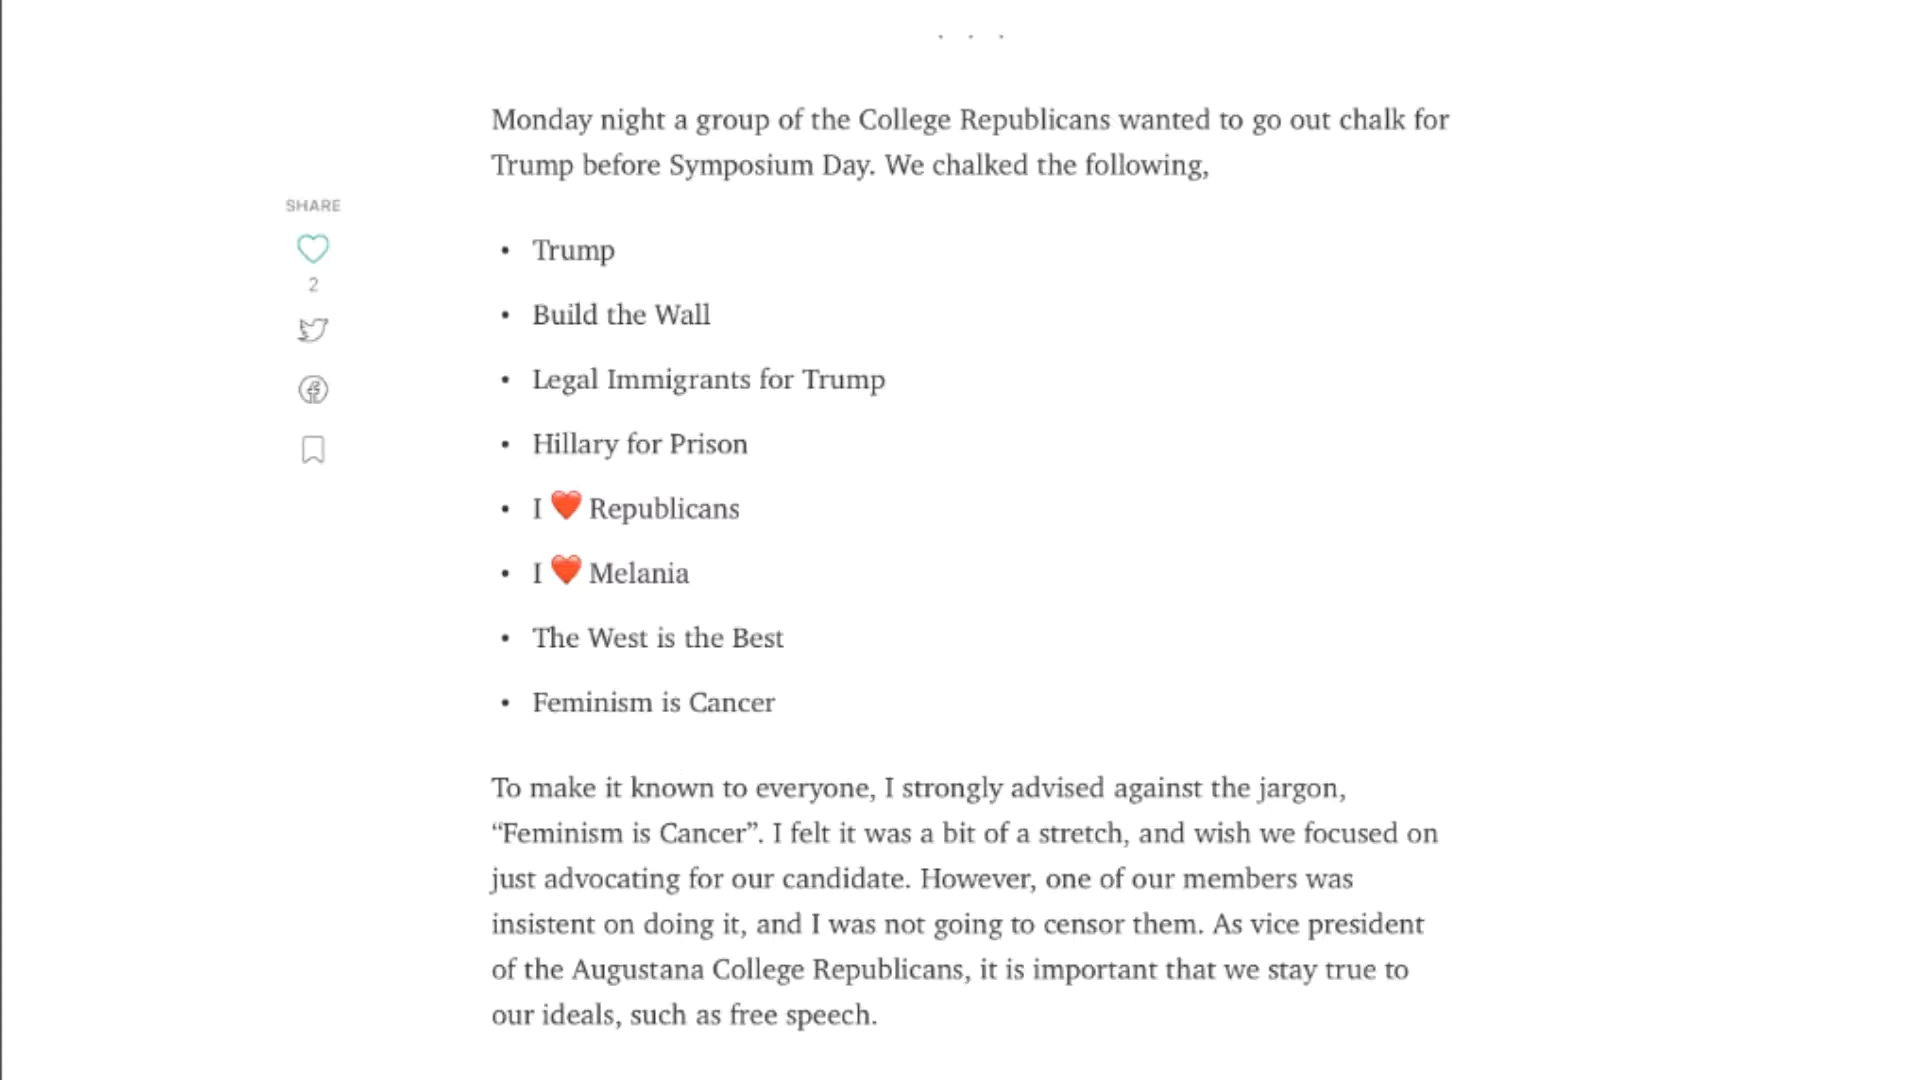 Monday night a group of the College Republicans wanted to go out chalk for
Trump before Symposium Day. We chalked the following,
SHARE
2
• Trump
• Build the Wall
• Legal Immigrants for Trump
• Hillary for Prison
• I ❤️ Republicans
• I ❤️ Melania
• The West is the Best
• Feminism is Cancer
To make it known to everyone, I strongly advised against the jargon,
“Feminism is Cancer”. I felt it was a bit of a stretch, and wish we focused on
just advocating for our candidate. However, one of our members was
insistent on doing it, and I was not going to censor them. As vice president
of the Augustana College Republicans, it is important that we stay true to
our ideals, such as free speech.